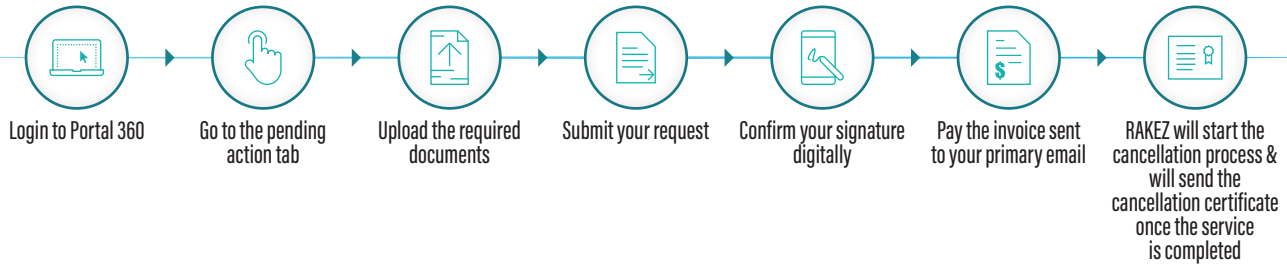 Login to Portal 360
Go to the pending
action tab
Upload the required
documents
Submit your request
Confirm your signature
digitally
$
Pay the invoice sent
to your primary email
RAKEZ will start the
cancellation process &
will send the
cancellation certificate
once the service
is completed